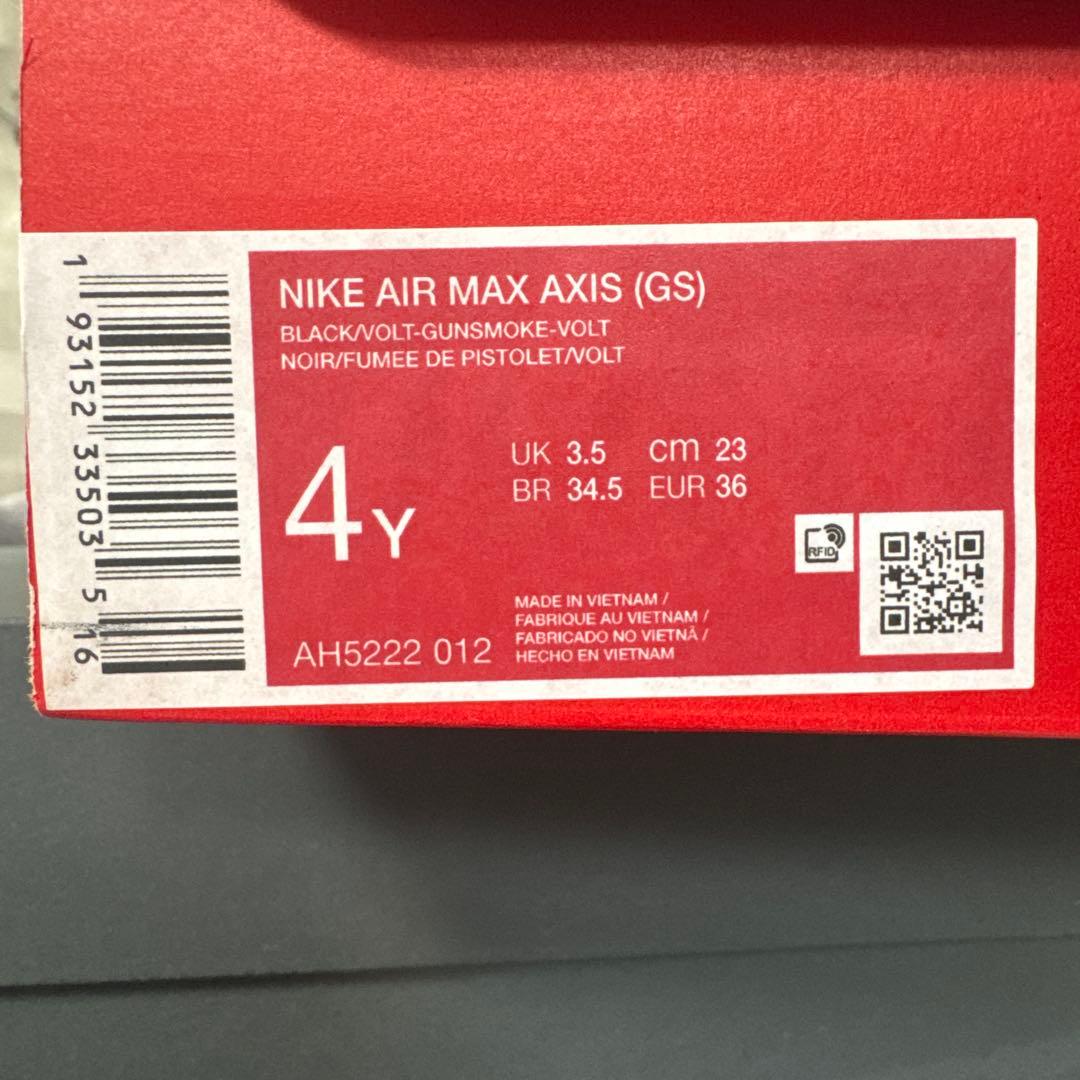 NIKE AIR MAX AXIS (GS)
BLACK/VOLT-GUNSMOKE-VOLT
NOIR/FUMEE DE PISTOLET/VOLT
4Y
UK 3.5 cm 23
BR 34.5 EUR 36
RFID
MADE IN VIETNAM /
FABRIQUE AU VIETNAM /
FABRICADO NO VIETNÃ /
HECHO EN VIETNAM
AH5222 012
1 93152 33503 5 16